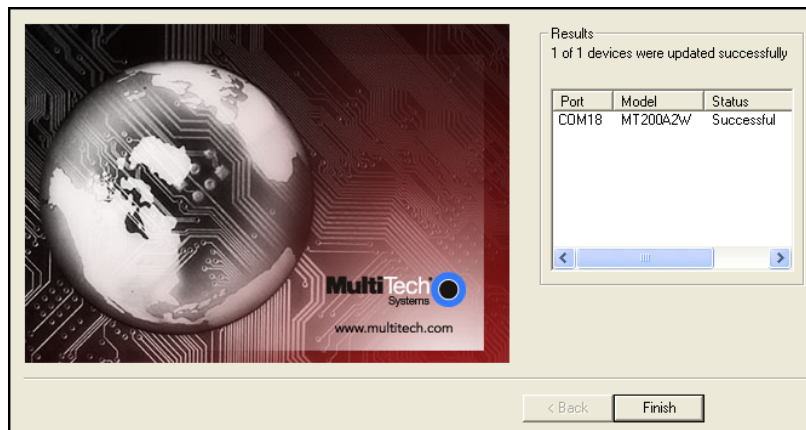 Results
1 of 1 devices were updated successfully
Port Model Status
COM18 MT200A2W Successful
MultiTech
Systems
www.multitech.com
< Back Finish